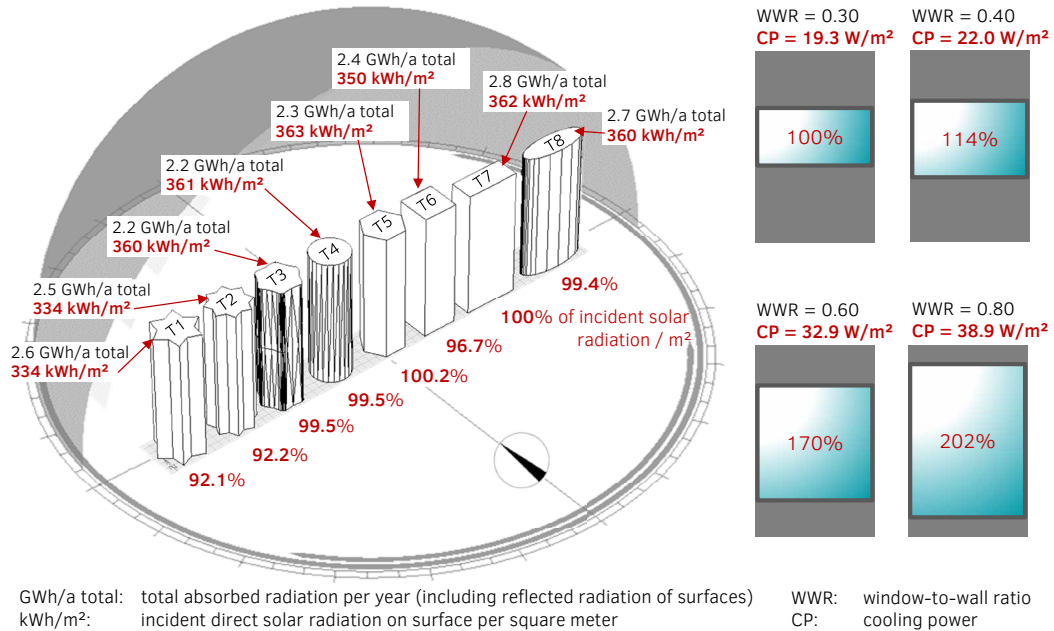 2.4 GWh/a total
350 kWh/m²
2.3 GWh/a total
363 kWh/m²
2.8 GWh/a total
362 kWh/m²
2.7 GWh/a total
360 kWh/m²
2.2 GWh/a total
361 kWh/m²
2.2 GWh/a total
360 kWh/m²
2.5 GWh/a total
334 kWh/m²
2.6 GWh/a total
334 kWh/m²
T1
T2
T3
T4
T5
T6
T7
T8
92.1%
92.2%
99.5%
99.5%
100.2%
96.7%
100% of incident solar
radiation / m²
99.4%
WWR = 0.30
CP = 19.3 W/m²
100%
WWR = 0.40
CP = 22.0 W/m²
114%
WWR = 0.60
CP = 32.9 W/m²
170%
WWR = 0.80
CP = 38.9 W/m²
202%
GWh/a total: total absorbed radiation per year (including reflected radiation of surfaces)
kWh/m²: incident direct solar radiation on surface per square meter
WWR: window-to-wall ratio
CP: cooling power